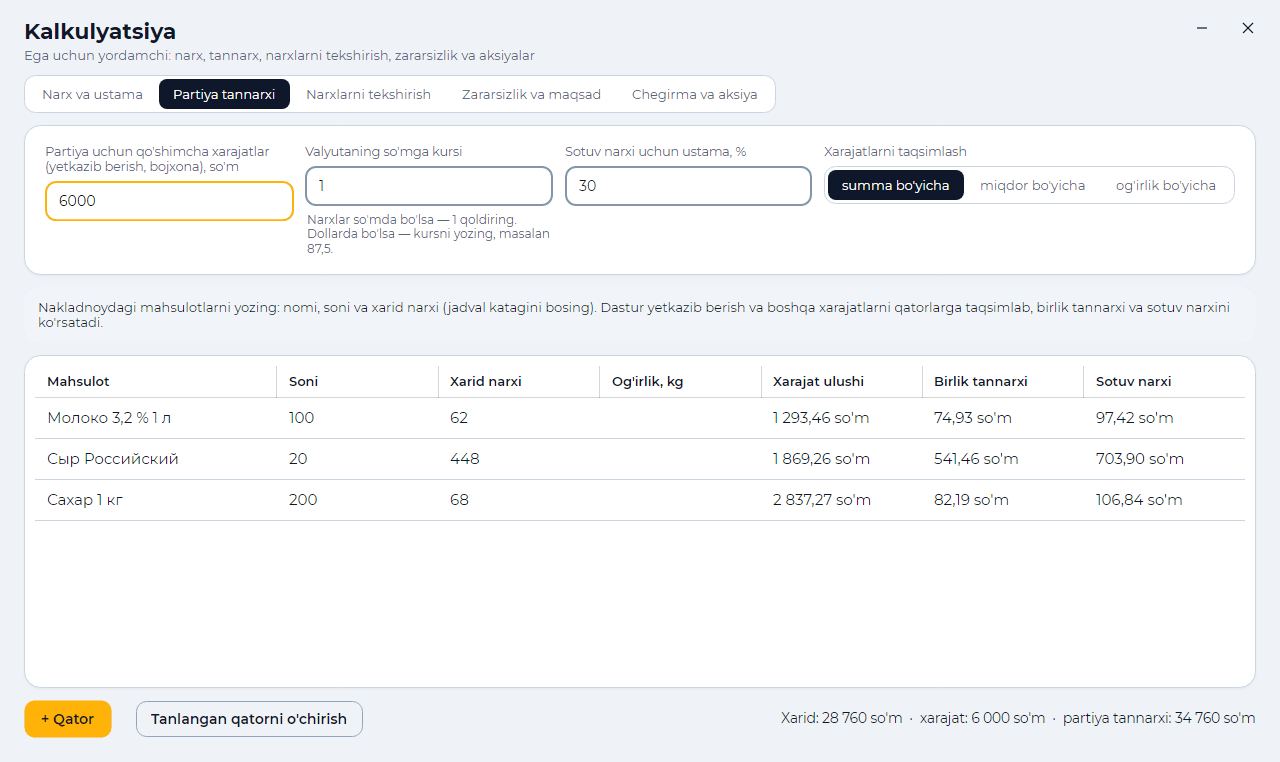 Kalkulyatsiya
Ega uchun yordamchi: narx, tannarx, narxlarni tekshirish, zararsizlik va aksiyalar
Narx va ustama
Partiya tannarxi
Narxlarni tekshirish
Zararsizlik va maqsad
Chegirma va aksiya
Partiya uchun qo'shimcha xarajatlar
(yetkazib berish, bojxona), so'm
6000
Valyutaning so'mga kursi
1
Narxlar so'mda bo'lsa — 1 qoldiring.
Dollarda bo'lsa — kursni yozing, masalan
87,5.
Sotuv narxi uchun ustama, %
30
Xarajatlarni taqsimlash
summa bo'yicha
miqdor bo'yicha
og'irlik bo'yicha
Nakladnoydagi mahsulotlarni yozing: nomi, soni va xarid narxi (jadval katagini bosing). Dastur yetkazib berish va boshqa xarajatlarni qatorlarga taqsimlab, birlik tannarxi va sotuv narxini
ko'rsatadi.
Mahsulot Soni Xarid narxi Og'irlik, kg Xarajat ulushi Birlik tannarxi Sotuv narxi
Молоко 3,2 % 1 л 100 62 1 293,46 so'm 74,93 so'm 97,42 so'm
Сыр Российский 20 448 1 869,26 so'm 541,46 so'm 703,90 so'm
Сахар 1 кг 200 68 2 837,27 so'm 82,19 so'm 106,84 so'm
+ Qator
Tanlangan qatorni o'chirish
Xarid: 28 760 so'm · xarajat: 6 000 so'm · partiya tannarxi: 34 760 so'm